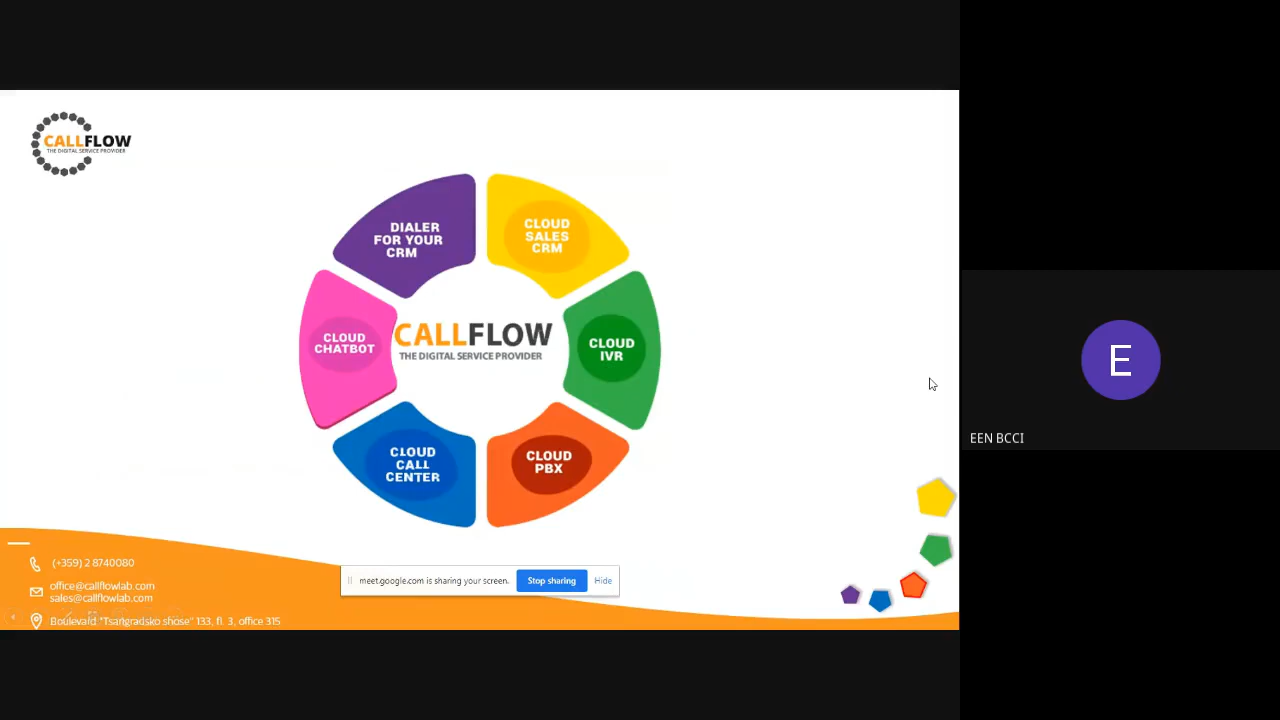 CALLFLOW
THE DIGITAL SERVICE PROVIDER
DIALER
FOR YOUR
CRM
CLOUD
SALES
CRM
CLOUD
CHATBOT
CALLFLOW
THE DIGITAL SERVICE PROVIDER
CLOUD
IVR
CLOUD
CALL
CENTER
CLOUD
PBX
E
EEN BCCI
(+359) 2 8740080
office@callflowlab.com
sales@callflowlab.com
Boulevard "Tsarigradsko shose" 133, fl. 3, office 315
meet.google.com is sharing your screen.
Stop sharing
Hide